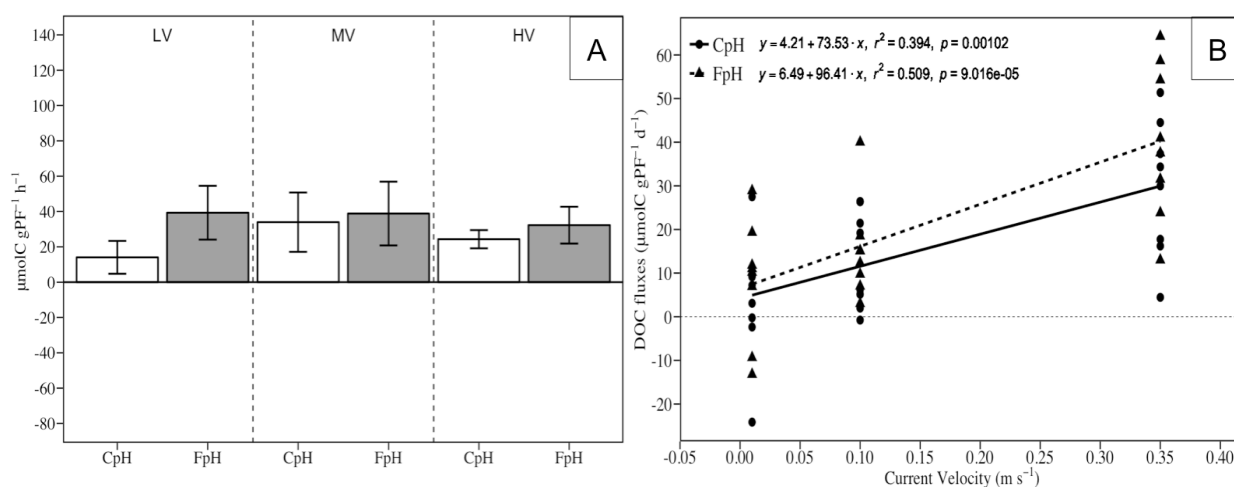 A
LV MV HV
140
120
100
80
60
40
20
0
-20
-40
-60
-80
µmolC gPF⁻¹ h⁻¹
CpH FpH CpH FpH CpH FpH
B
CpH y = 4.21 + 73.53 · x, r² = 0.394, p = 0.00102
FpH y = 6.49 + 96.41 · x, r² = 0.509, p = 9.016e-05
60
50
40
30
20
10
0
-10
-20
DOC fluxes (µmolC gPF⁻¹ d⁻¹)
-0.05 0.00 0.10 0.15 0.20 0.25 0.30 0.35 0.40
Current Velocity (m s⁻¹)